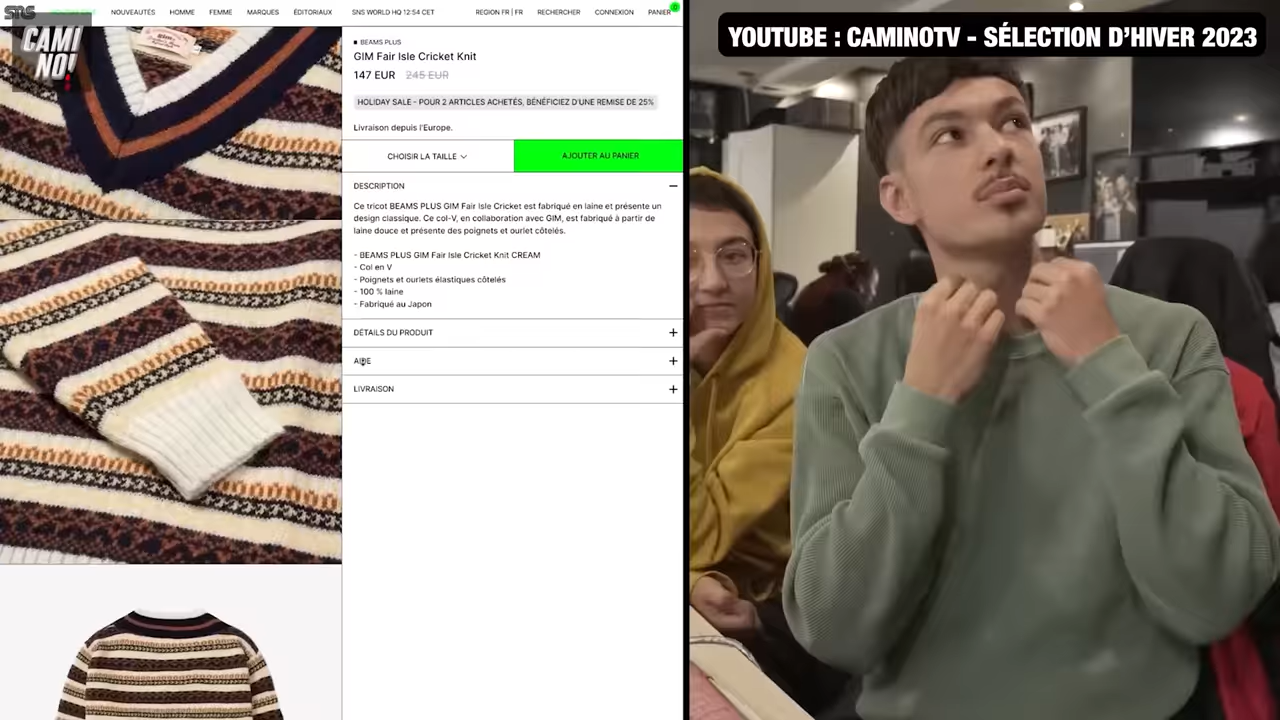 SNS
NOUVEAUTÉS
HOMME
FEMME
MARQUES
ÉDITORIAUX
SNS WORLD HQ 12:54 CET
REGION FR | FR
RECHERCHER
CONNEXION
PANIER
0
CAMI
NO!
BEAMS PLUS
GIM Fair Isle Cricket Knit
147 EUR 245 EUR
HOLIDAY SALE - POUR 2 ARTICLES ACHETÉS, BÉNÉFICIEZ D'UNE REMISE DE 25%
Livraison depuis l'Europe.
CHOISIR LA TAILLE
AJOUTER AU PANIER
DESCRIPTION
Ce tricot BEAMS PLUS GIM Fair Isle Cricket est fabriqué en laine et présente un
design classique. Ce col-V, en collaboration avec GIM, est fabriqué à partir de
laine douce et présente des poignets et ourlet côtelés.
- BEAMS PLUS GIM Fair Isle Cricket Knit CREAM
- Col en V
- Poignets et ourlets élastiques côtelés
- 100 % laine
- Fabriqué au Japon
DÉTAILS DU PRODUIT
AIDE
LIVRAISON
YOUTUBE : CAMINOTV - SÉLECTION D'HIVER 2023